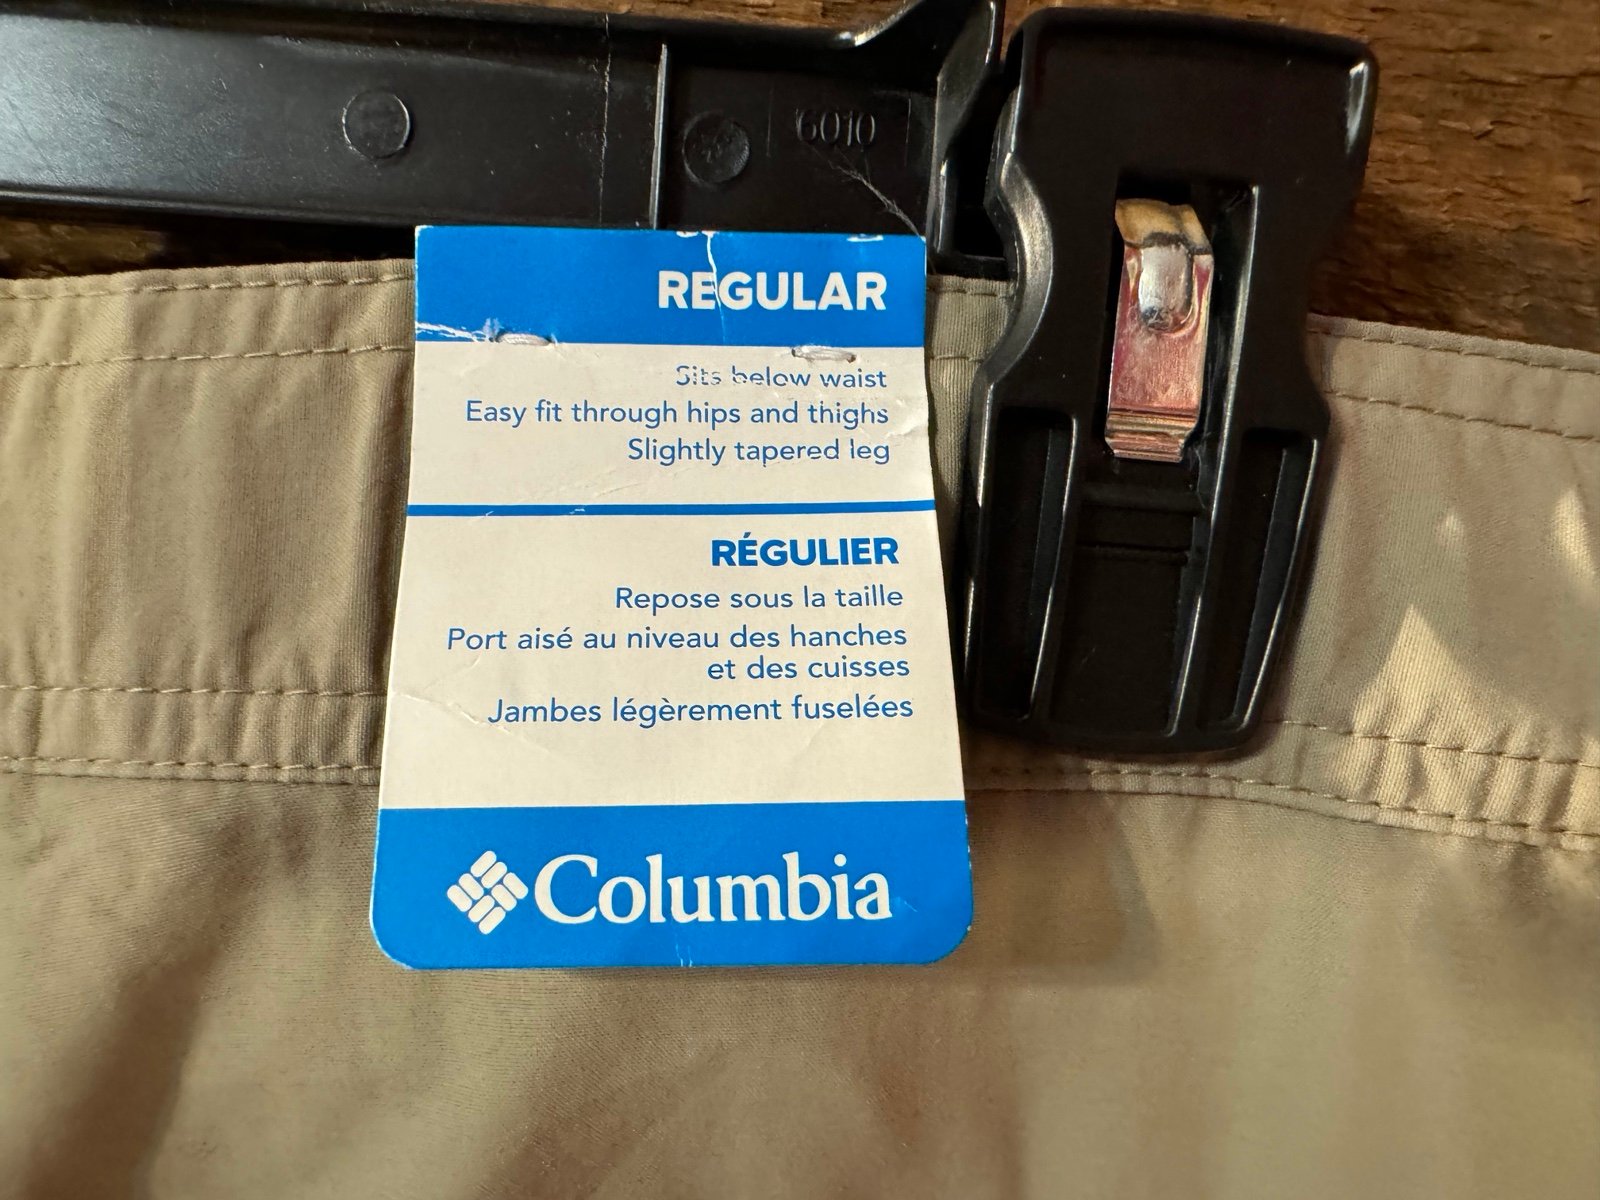 6010
REGULAR
Sits below waist
Easy fit through hips and thighs
Slightly tapered leg
RÉGULIER
Repose sous la taille
Port aisé au niveau des hanches
et des cuisses
Jambes légèrement fuselées
Columbia